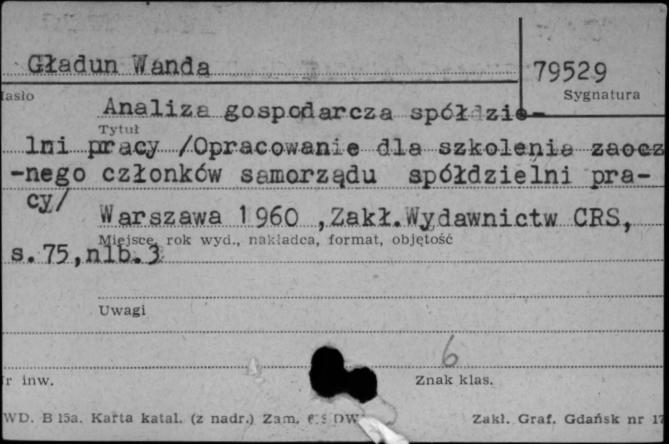 Gładun Wanda
79529
Sygnatura
Analiza gospodarcza spółdzie-
Tytuł
lni pracy /Opracowanie dla szkolenia zaocz
-nego członków samorządu spółdzielni pra-
cy/
Warszawa 1960 ,Zakł.Wydawnictw CRS,
Miejsce, rok wyd., nakładca, format, objętość
s.75,nlb.3
Uwagi
6
inw.
Znak klas.
WD. B 15a. Karta katal. (z nadr.) Zam.
Zakł. Graf. Gdańsk nr